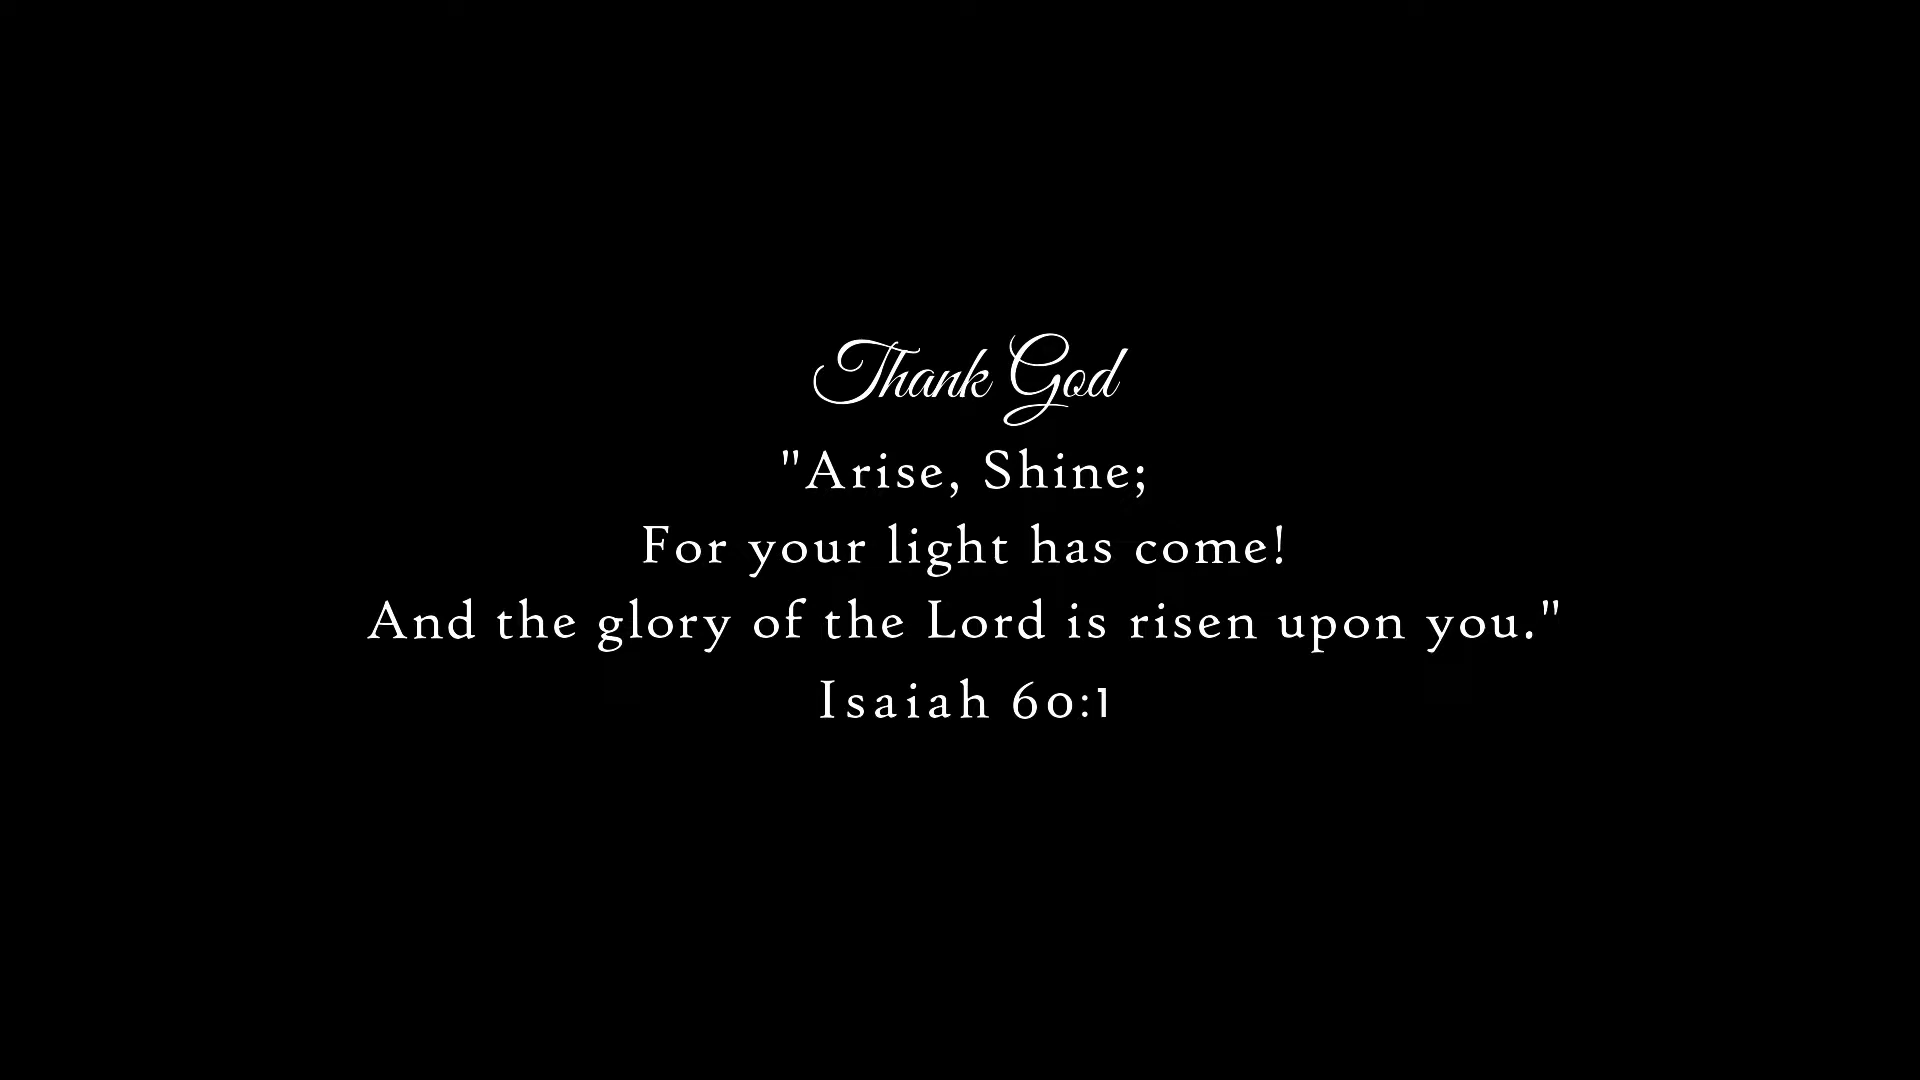 Thank God
"Arise, Shine;
For your light has come!
And the glory of the Lord is risen upon you."
Isaiah 60:1